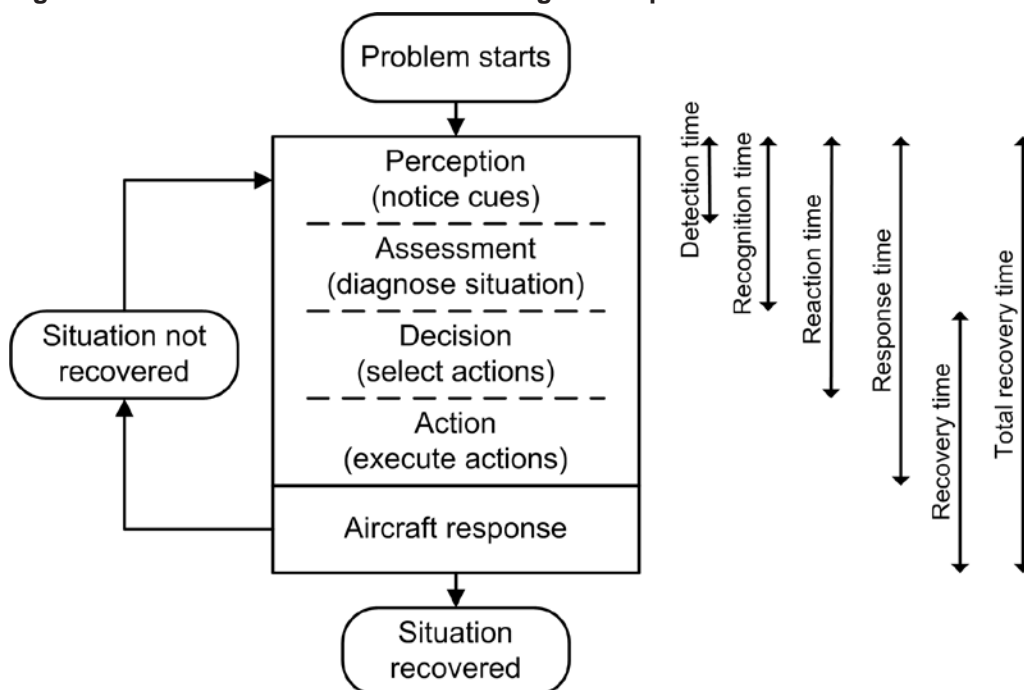 Problem starts
Perception
(notice cues)
Assessment
(diagnose situation)
Decision
(select actions)
Action
(execute actions)
Aircraft response
Situation not
recovered
Situation
recovered
Detection time
Recognition time
Reaction time
Response time
Recovery time
Total recovery time